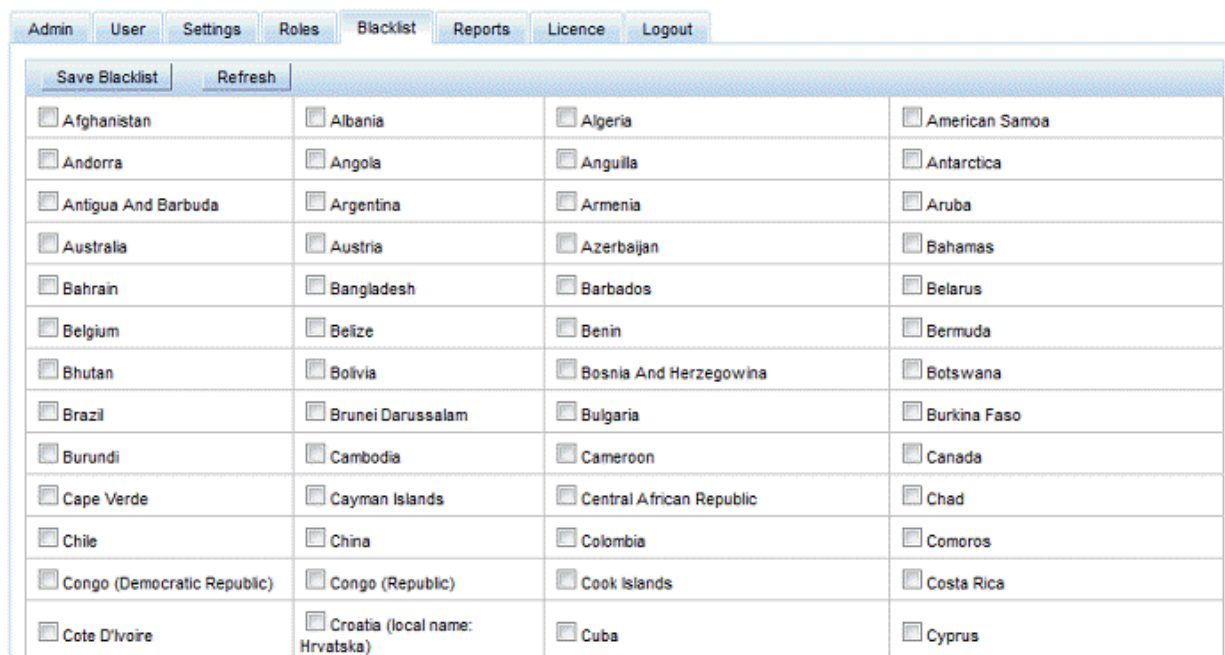 Admin User Settings Roles Blacklist Reports Licence Logout
Save Blacklist Refresh
Afghanistan Albania Algeria American Samoa
Andorra Angola Anguilla Antarctica
Antigua And Barbuda Argentina Armenia Aruba
Australia Austria Azerbaijan Bahamas
Bahrain Bangladesh Barbados Belarus
Belgium Belize Benin Bermuda
Bhutan Bolivia Bosnia And Herzegowina Botswana
Brazil Brunei Darussalam Bulgaria Burkina Faso
Burundi Cambodia Cameroon Canada
Cape Verde Cayman Islands Central African Republic Chad
Chile China Colombia Comoros
Congo (Democratic Republic) Congo (Republic) Cook Islands Costa Rica
Cote D'Ivoire Croatia (local name: Cuba Cyprus
Hrvatska)